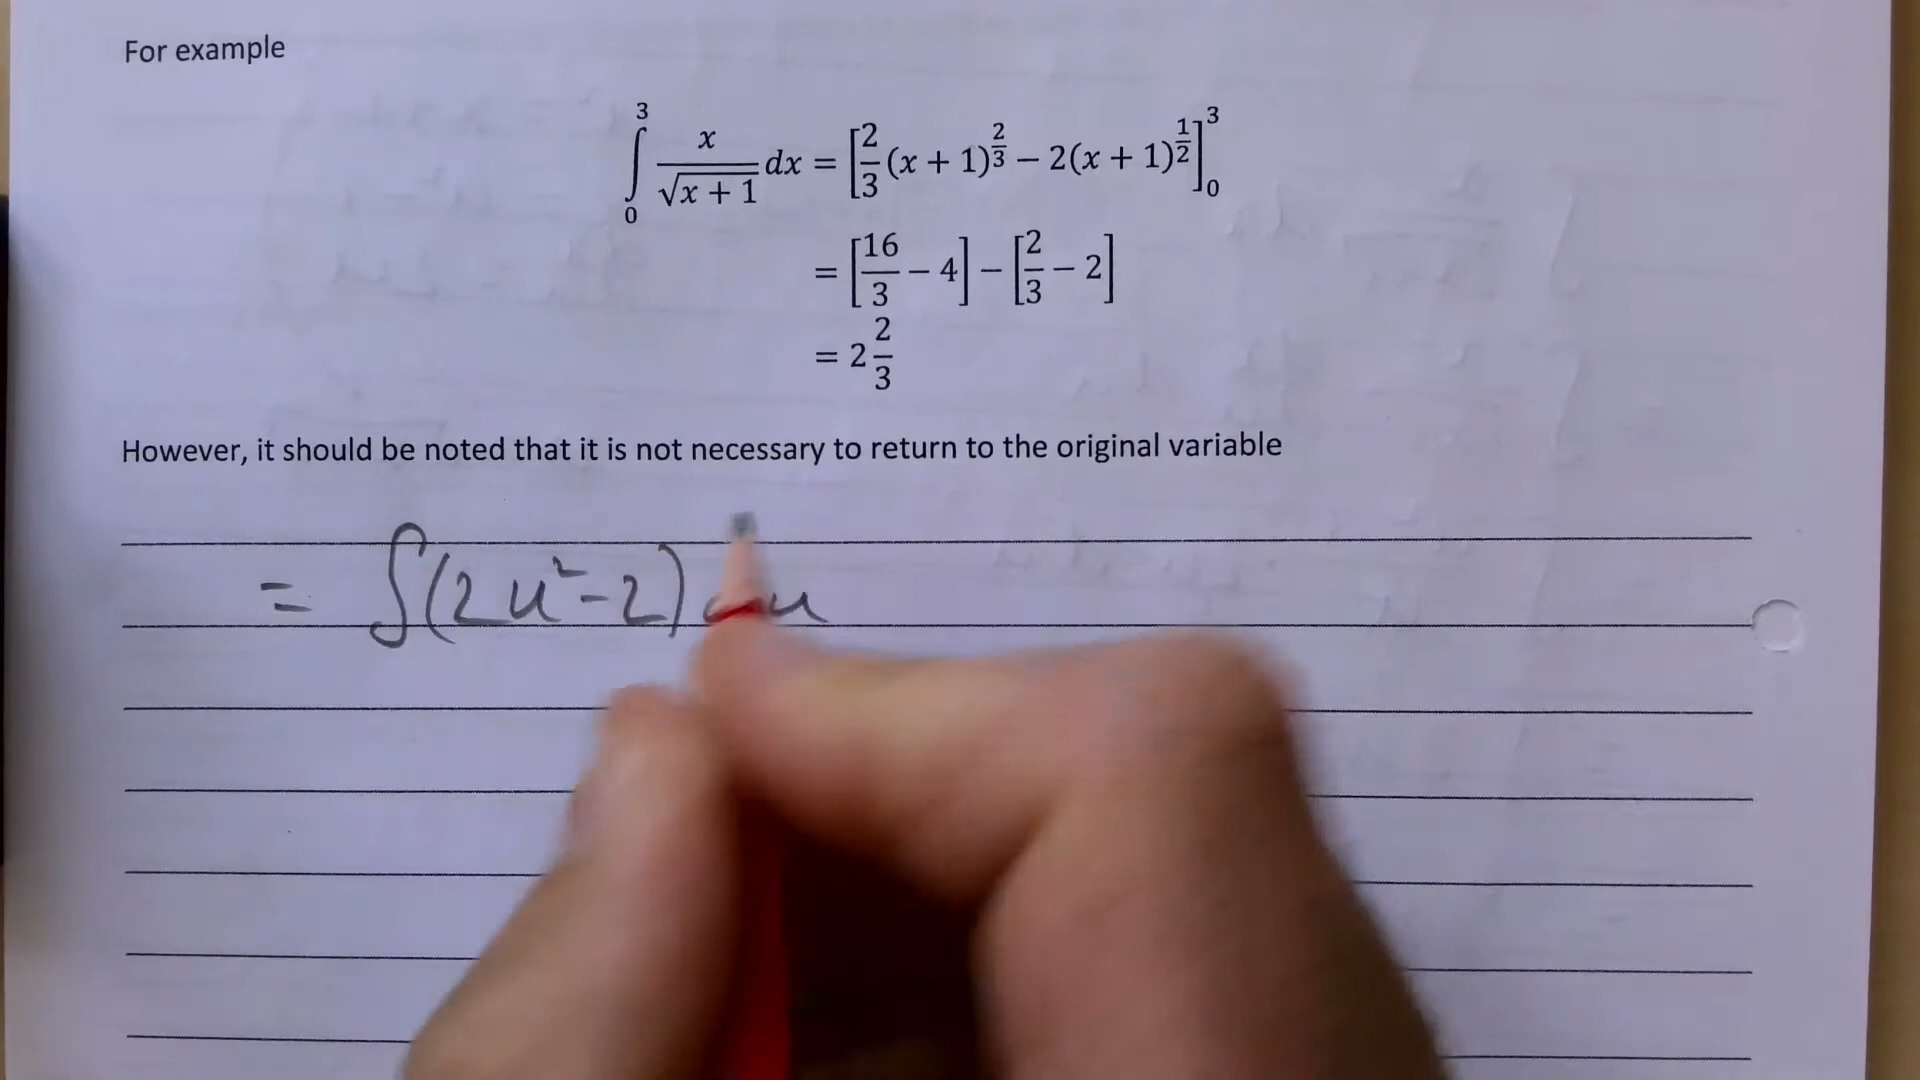 For example
∫₀³ x/√(x + 1) dx = [2/3 (x + 1)^(2/3) − 2(x + 1)^(1/2)]₀³
= [16/3 − 4] − [2/3 − 2]
= 2 2/3
However, it should be noted that it is not necessary to return to the original variable
= ∫(2u² - 2) du